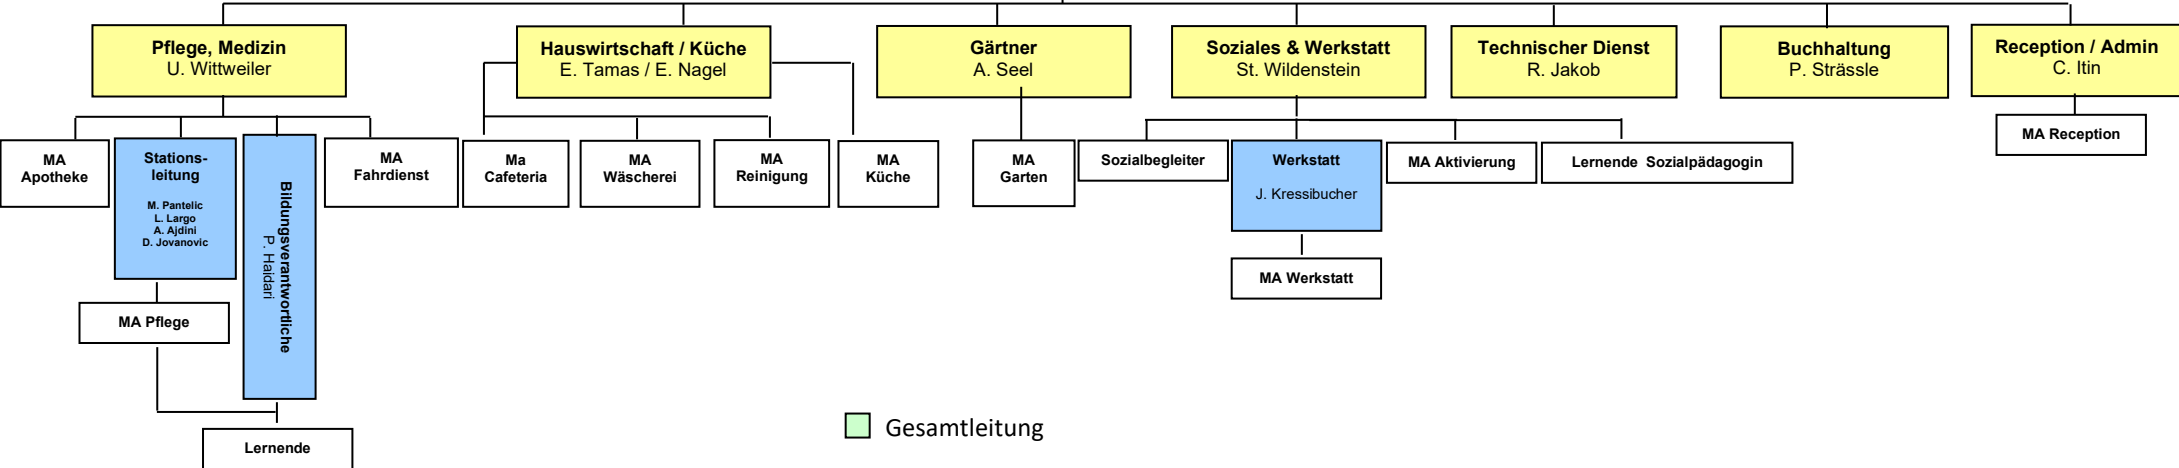 Pflege, Medizin
U. Wittweiler
Hauswirtschaft / Küche
E. Tamas / E. Nagel
Gärtner
A. Seel
Soziales & Werkstatt
St. Wildenstein
Technischer Dienst
R. Jakob
Buchhaltung
P. Strässle
Reception / Admin
C. Itin
MA
Apotheke
Stations-
leitung
M. Pantelic
L. Largo
A. Ajdini
D. Jovanovic
Bildungsverantwortliche
P. Haidari
MA
Fahrdienst
Ma
Cafeteria
MA
Wäscherei
MA
Reinigung
MA
Küche
MA
Garten
Sozialbegleiter
Werkstatt
J. Kressibucher
MA Aktivierung
Lernende Sozialpädagogin
MA Reception
MA Pflege
MA Werkstatt
Lernende
Gesamtleitung